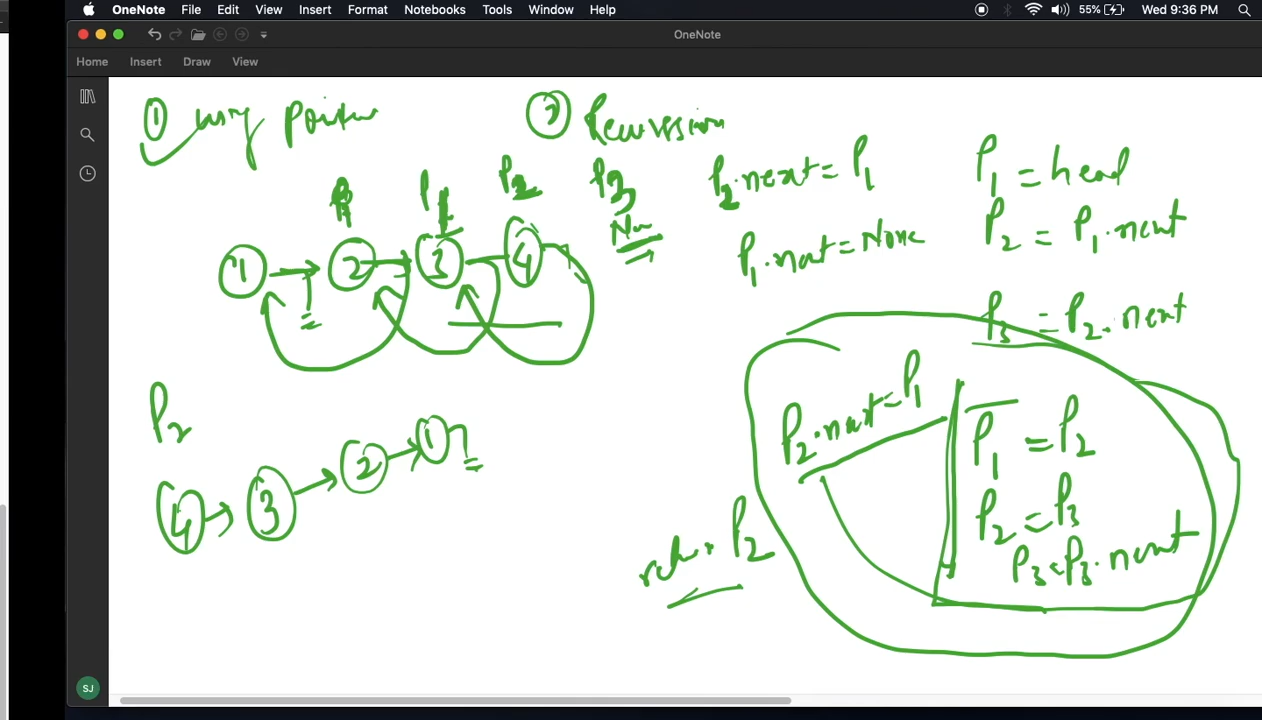 OneNote File Edit View Insert Format Notebooks Tools Window Help 55% Wed 9:36 PM
OneNote
Home Insert Draw View
① using pointer
② Recursion
P1 P2 P3
None
1 2 3 4
P2.next = P1
P1.next = None
P1 = head
P2 = P1.next
P3 = P2.next
P2
4 3 2 1
P2.next = P1
P1 = P2
P2 = P3
P3 = P3.next
return P2
SJ